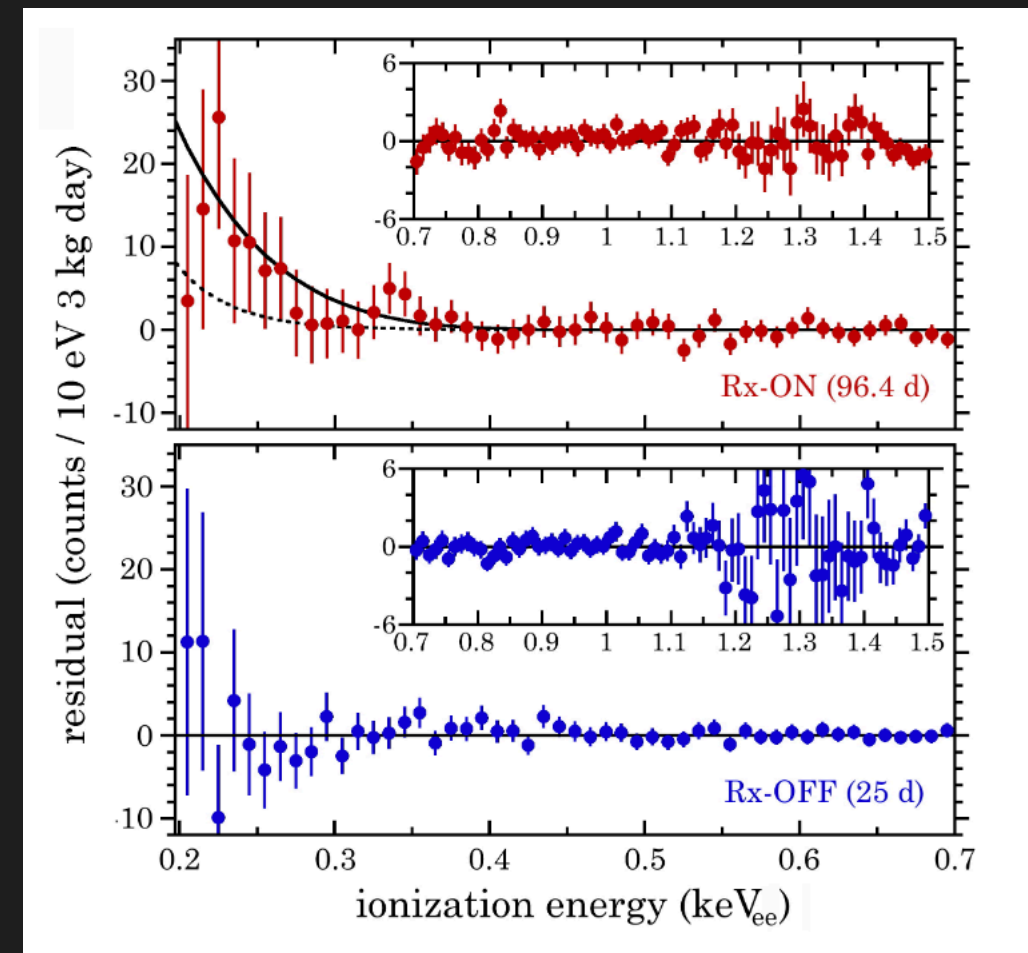 residual (counts / 10 eV 3 kg day)
30
20
10
0
-10
6
0
-6
0.7 0.8 0.9 1 1.1 1.2 1.3 1.4 1.5
Rx-ON (96.4 d)
30
20
10
0
10
6
0
-6
0.7 0.8 0.9 1 1.1 1.2 1.3 1.4 1.5
Rx-OFF (25 d)
0.2 0.3 0.4 0.5 0.6 0.7
ionization energy (keVee)